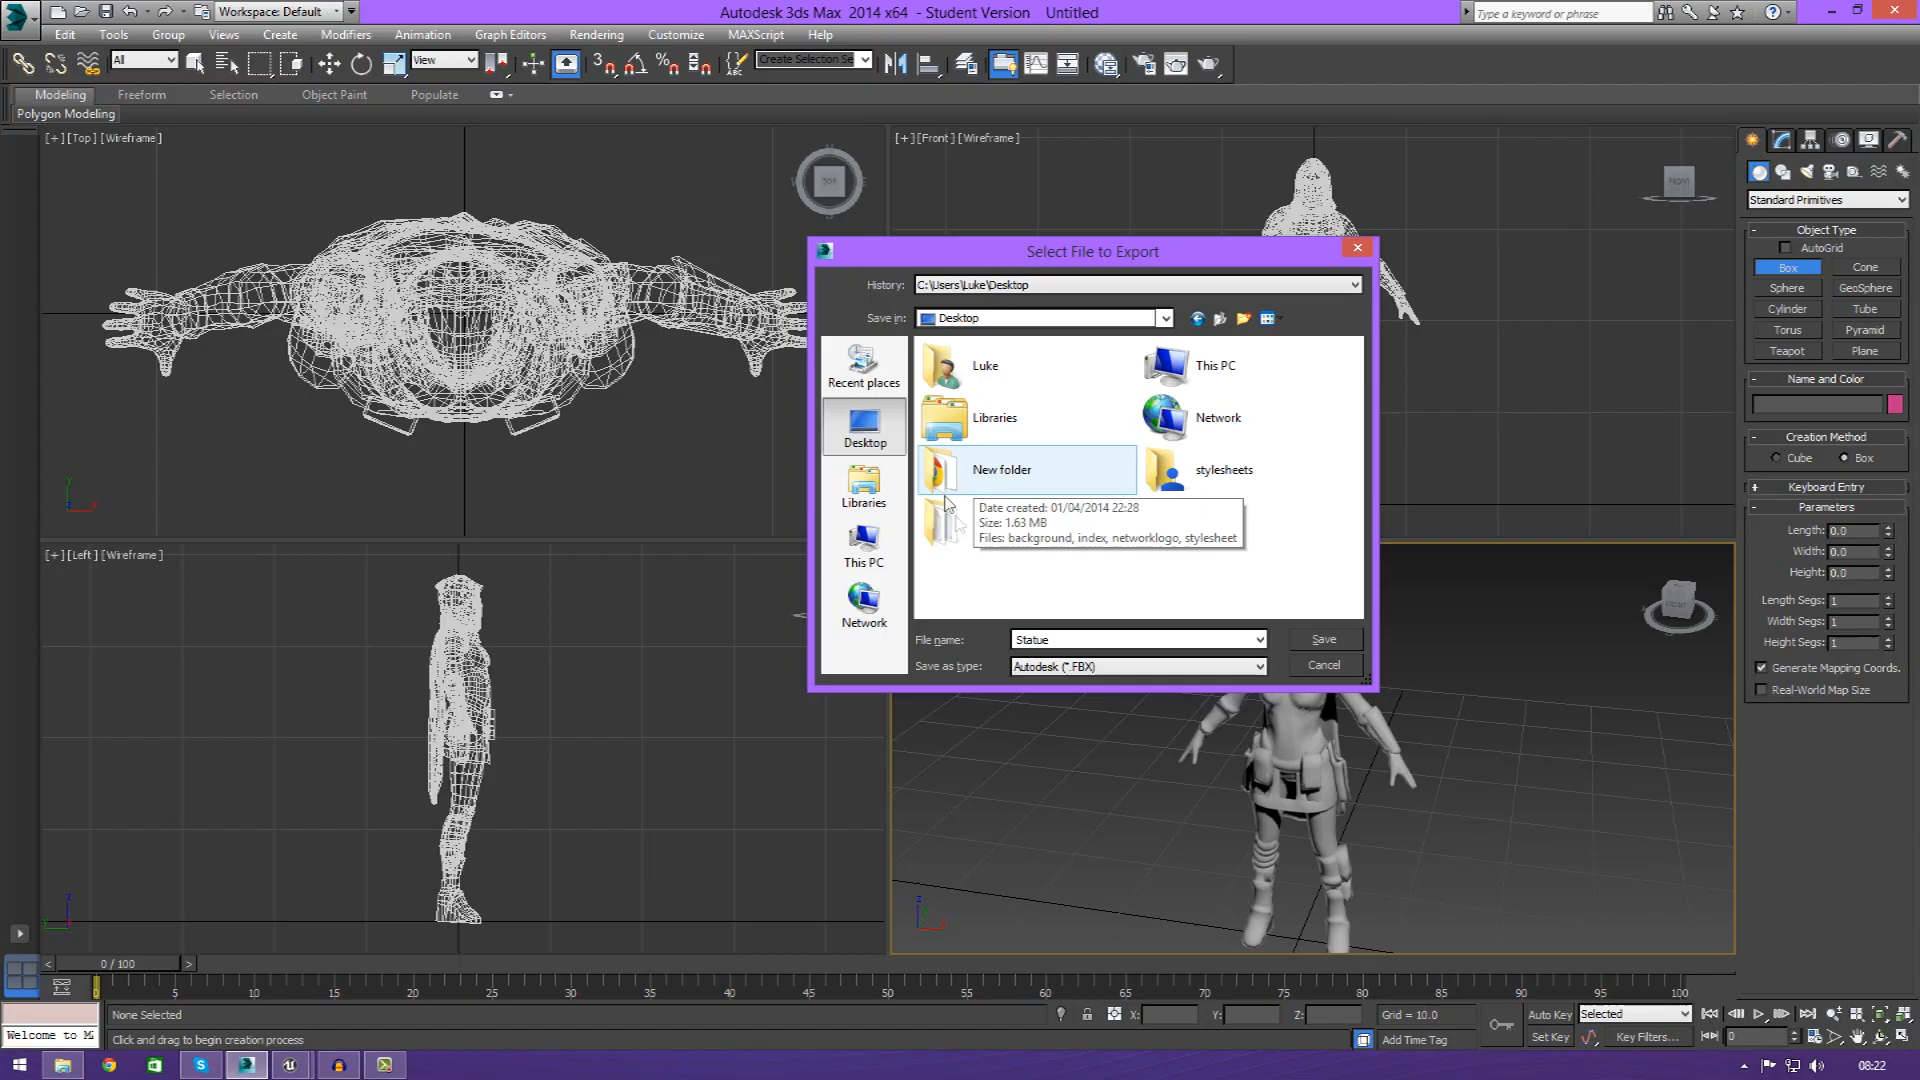 Workspace: Default
Autodesk 3ds Max 2014 x64 - Student Version Untitled
Type a keyword or phrase
Edit Tools Group Views Create Modifiers Animation Graph Editors Rendering Customize MAXScript Help
All View Create Selection Se
Modeling Freeform Selection Object Paint Populate
Polygon Modeling
[+] [Top] [Wireframe]
[+] [Front] [Wireframe]
TOP
FRONT
Standard Primitives
Object Type
AutoGrid
Box Cone
Sphere GeoSphere
Cylinder Tube
Torus Pyramid
Teapot Plane
Name and Color
Creation Method
Cube Box
Keyboard Entry
Parameters
Length: 0.0
Width: 0.0
Height: 0.0
Length Segs: 1
Width Segs: 1
Height Segs: 1
Generate Mapping Coords.
Real-World Map Size
Select File to Export
History: C:\Users\Luke\Desktop
Save in: Desktop
Recent places
Desktop
Libraries
This PC
Network
Luke This PC
Libraries Network
New folder stylesheets
Date created: 01/04/2014 22:28
Size: 1.63 MB
Files: background, index, networklogo, stylesheet
File name: Statue Save
Save as type: Autodesk (*.FBX) Cancel
[+] [Left] [Wireframe]
0 / 100
0 5 10 15 20 25 30 35 40 45 50 55 60 65 70 75 80 85 90 95 100
None Selected X: Y: Z: Grid = 10.0 Auto Key Selected
Welcome to M Click and drag to begin creation process Add Time Tag Set Key Key Filters... 0
08:22